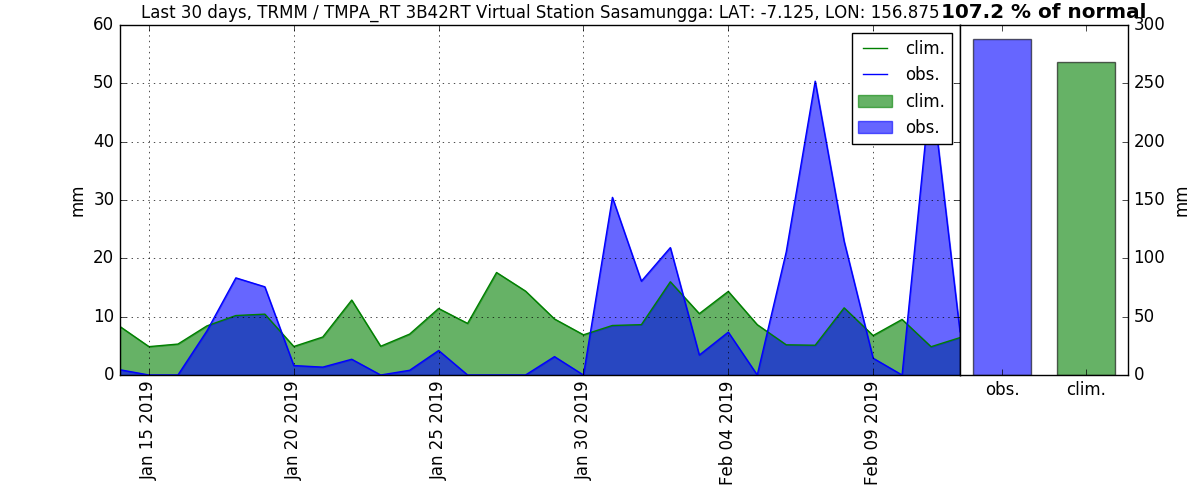 Last 30 days, TRMM / TMPA_RT 3B42RT Virtual Station Sasamungga: LAT: -7.125, LON: 156.875
107.2 % of normal
60
50
40
30
20
10
0
mm
clim.
obs.
clim.
obs.
300
250
200
150
100
50
0
mm
Jan 15 2019
Jan 20 2019
Jan 25 2019
Jan 30 2019
Feb 04 2019
Feb 09 2019
obs.
clim.